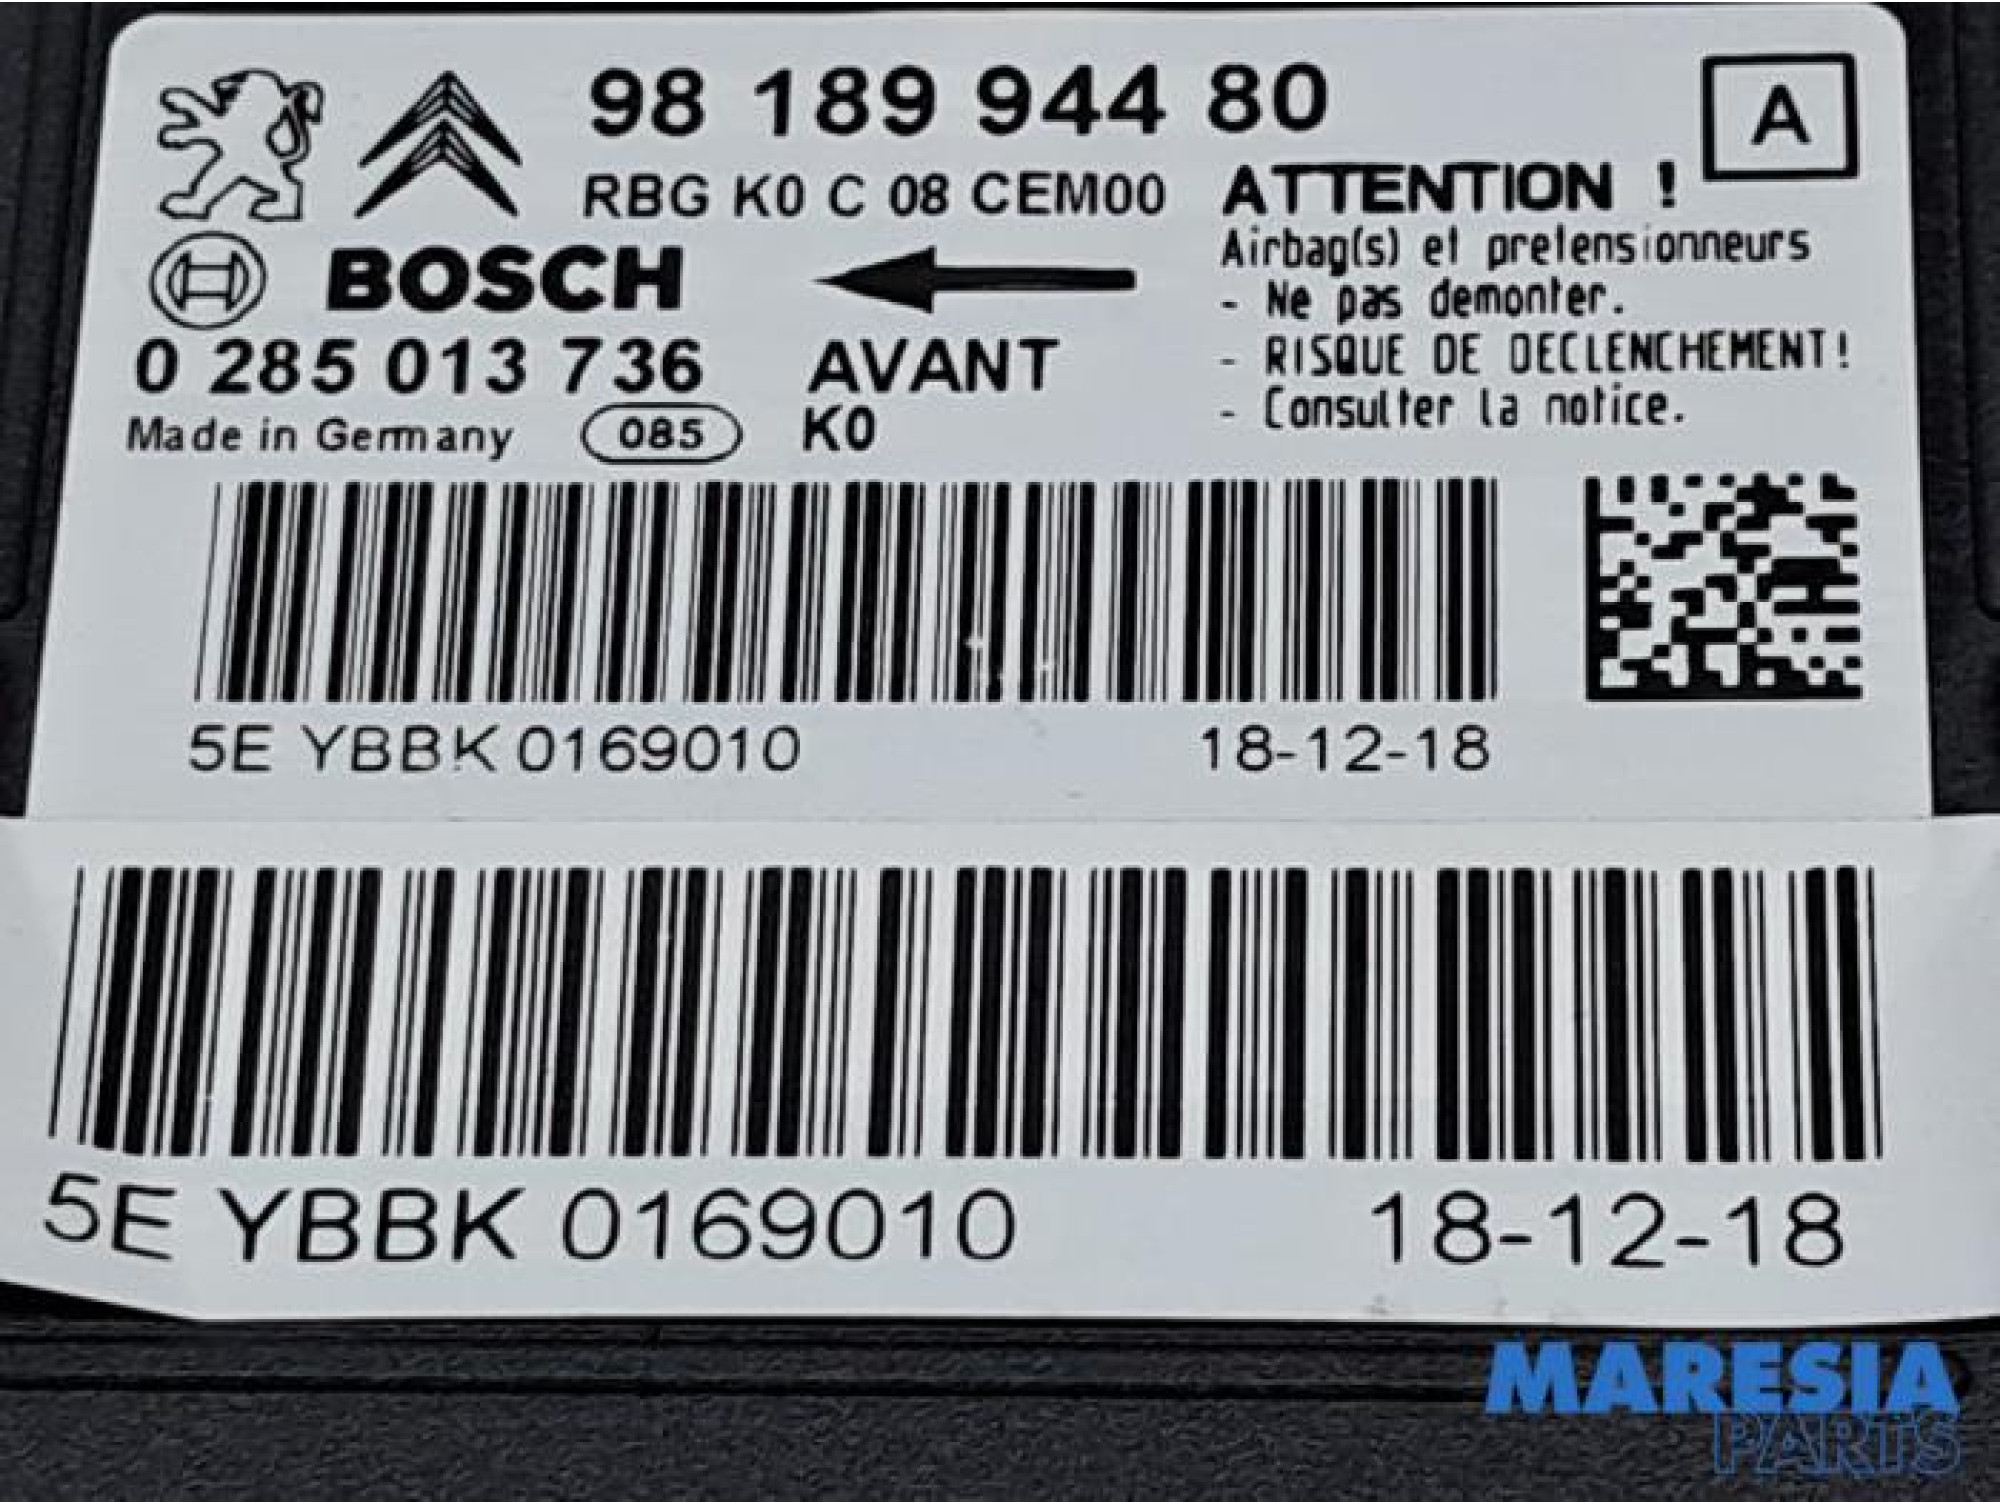 98 189 944 80
A
RBG K0 C 08 CEM00
ATTENTION !
Airbag(s) et pretensionneurs
- Ne pas demonter.
- RISQUE DE DECLENCHEMENT!
- Consulter la notice.
BOSCH
0 285 013 736
AVANT
Made in Germany
085
K0
5E YBBK 0169010
18-12-18
5E YBBK 0169010
18-12-18
MARESIA
PARTS